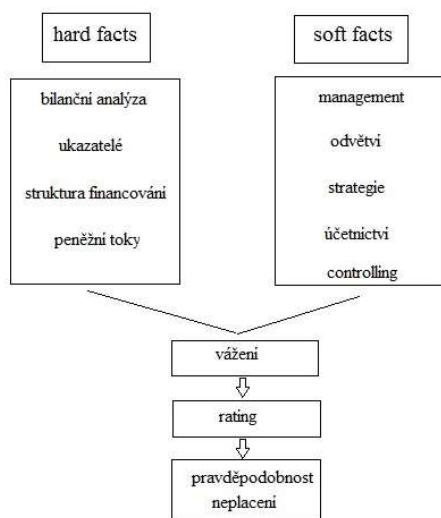 hard facts
bilanční analýza
ukazatelé
struktura financování
peněžní toky
soft facts
management
odvětví
strategie
účetnictví
controlling
vážení
rating
pravděpodobnost
neplacení